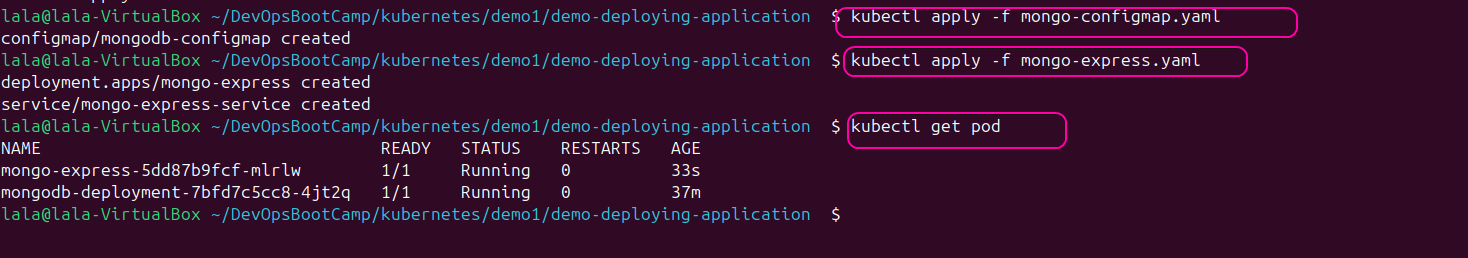 lala@lala-VirtualBox ~/DevOpsBootCamp/kubernetes/demo1/demo-deploying-application $ kubectl apply -f mongo-configmap.yaml
configmap/mongodb-configmap created
lala@lala-VirtualBox ~/DevOpsBootCamp/kubernetes/demo1/demo-deploying-application $ kubectl apply -f mongo-express.yaml
deployment.apps/mongo-express created
service/mongo-express-service created
lala@lala-VirtualBox ~/DevOpsBootCamp/kubernetes/demo1/demo-deploying-application $ kubectl get pod
NAME READY STATUS RESTARTS AGE
mongo-express-5dd87b9fcf-mlrlw 1/1 Running 0 33s
mongodb-deployment-7bfd7c5cc8-4jt2q 1/1 Running 0 37m
lala@lala-VirtualBox ~/DevOpsBootCamp/kubernetes/demo1/demo-deploying-application $